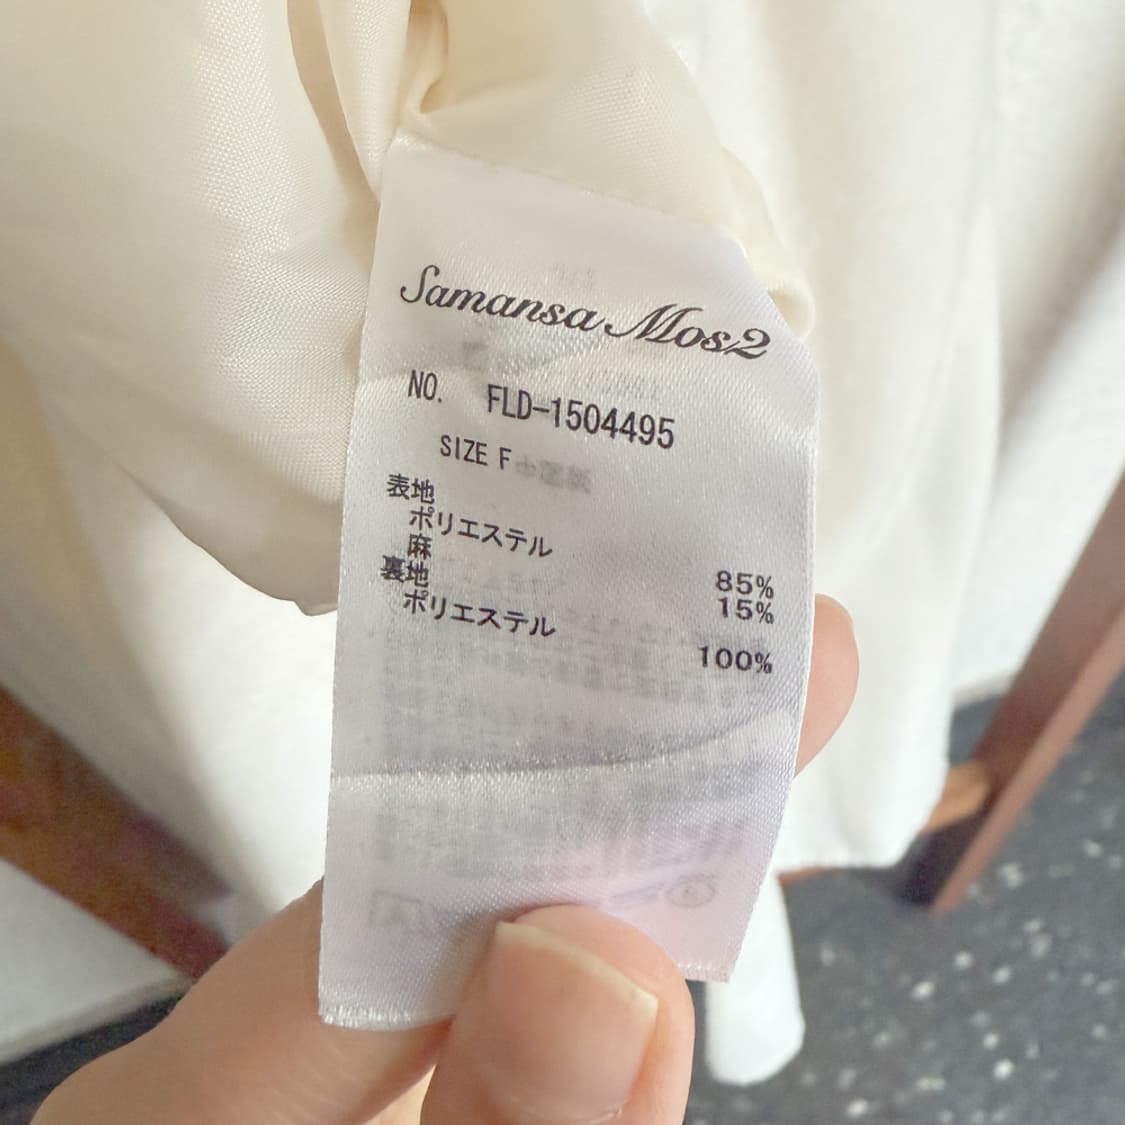 Samansa Mos2
NO. FLD-1504495
SIZE F
表地
ポリエステル 85%
麻 15%
裏地
ポリエステル 100%